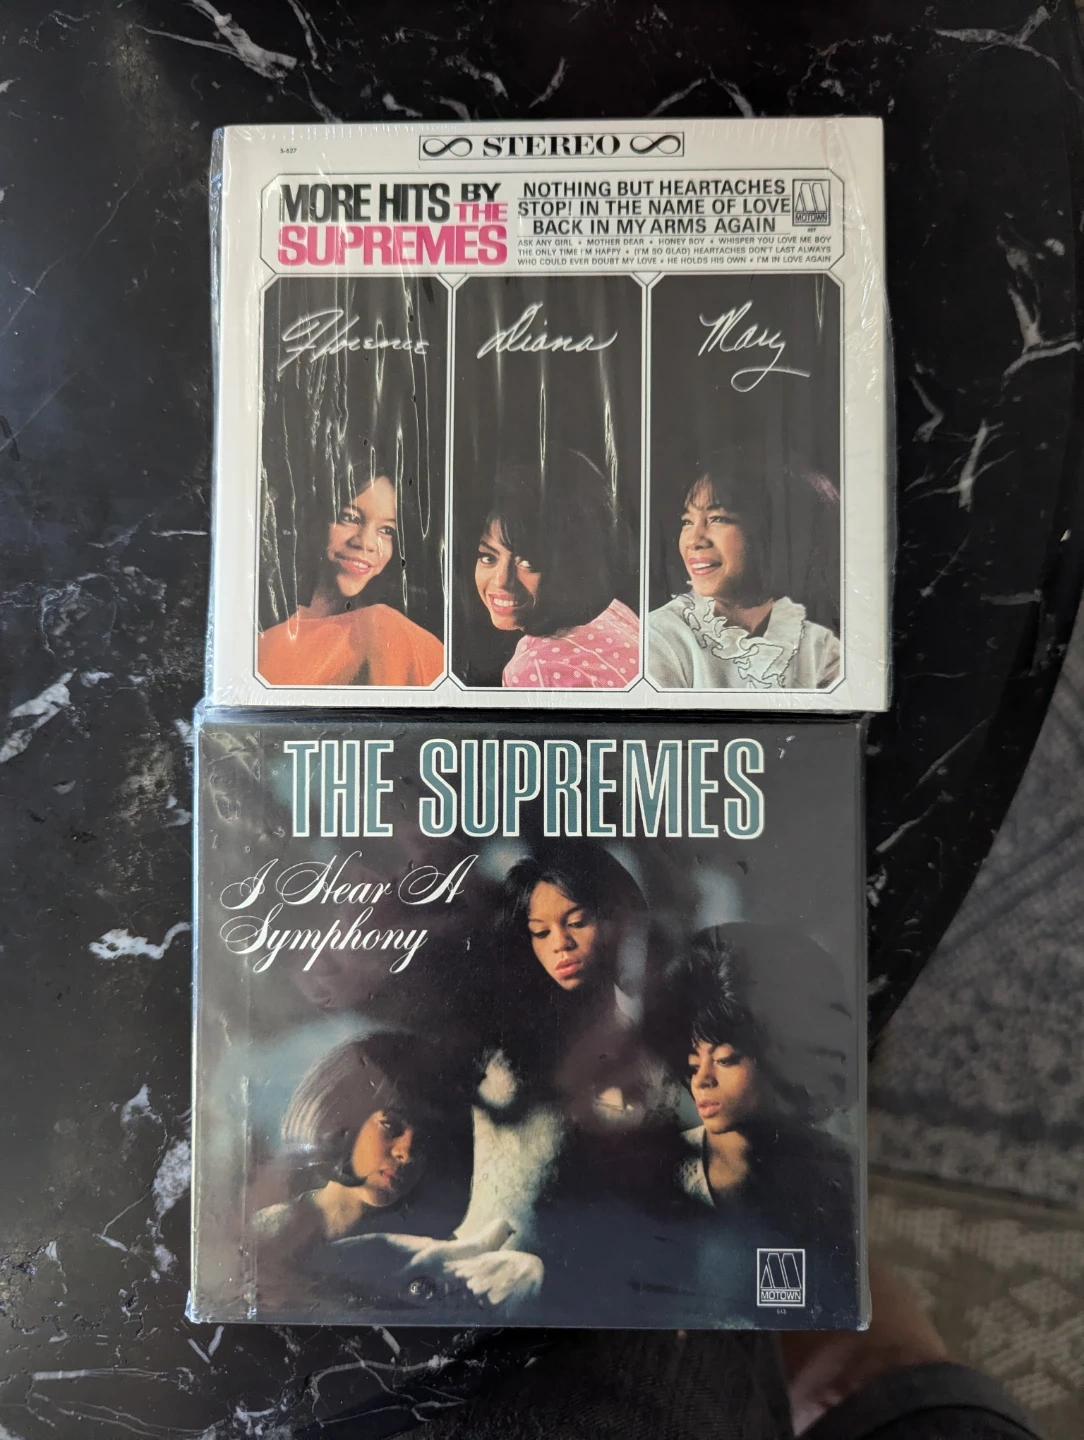 S-627
STEREO
MORE HITS BY
THE
SUPREMES
NOTHING BUT HEARTACHES
STOP! IN THE NAME OF LOVE
BACK IN MY ARMS AGAIN
ASK ANY GIRL • MOTHER DEAR • HONEY BOY • WHISPER YOU LOVE ME BOY
THE ONLY TIME I'M HAPPY • (I'M SO GLAD) HEARTACHES DON'T LAST ALWAYS
WHO COULD EVER DOUBT MY LOVE • HE HOLDS HIS OWN • I'M IN LOVE AGAIN
MOTOWN
627
Florence
Diana
Mary
THE SUPREMES
I Hear A
Symphony
MOTOWN
643